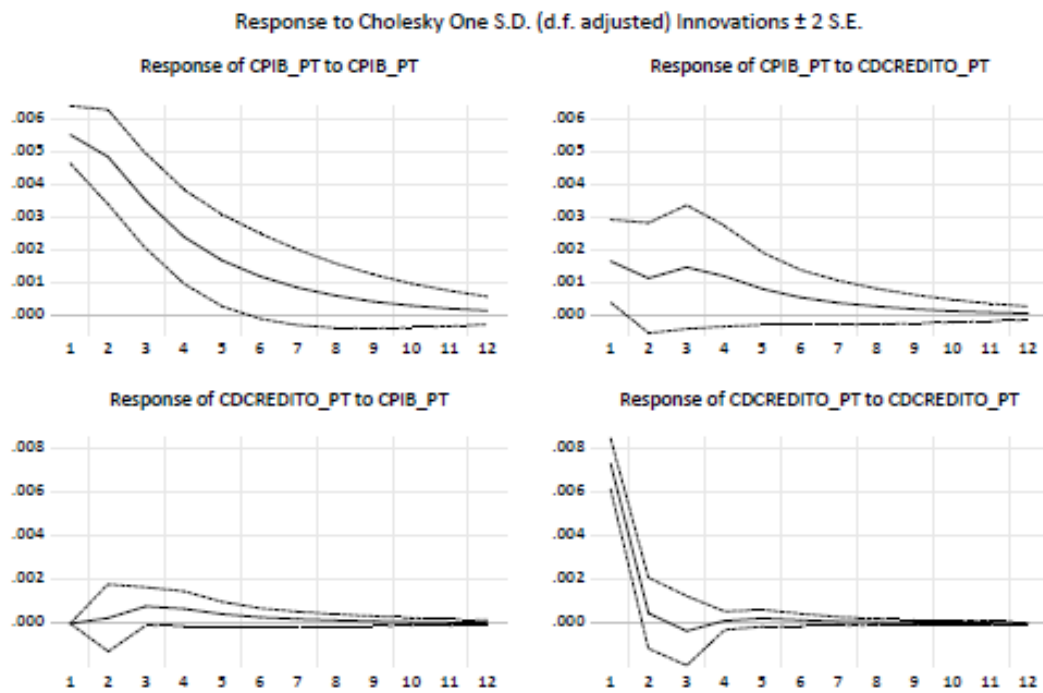 Response to Cholesky One S.D. (d.f. adjusted) Innovations ± 2 S.E.
Response of CPIB_PT to CPIB_PT
.006
.005
.004
.003
.002
.001
.000
1 2 3 4 5 6 7 8 9 10 11 12
Response of CPIB_PT to CDCREDITO_PT
.006
.005
.004
.003
.002
.001
.000
1 2 3 4 5 6 7 8 9 10 11 12
Response of CDCREDITO_PT to CPIB_PT
.008
.006
.004
.002
.000
1 2 3 4 5 6 7 8 9 10 11 12
Response of CDCREDITO_PT to CDCREDITO_PT
.008
.006
.004
.002
.000
1 2 3 4 5 6 7 8 9 10 11 12